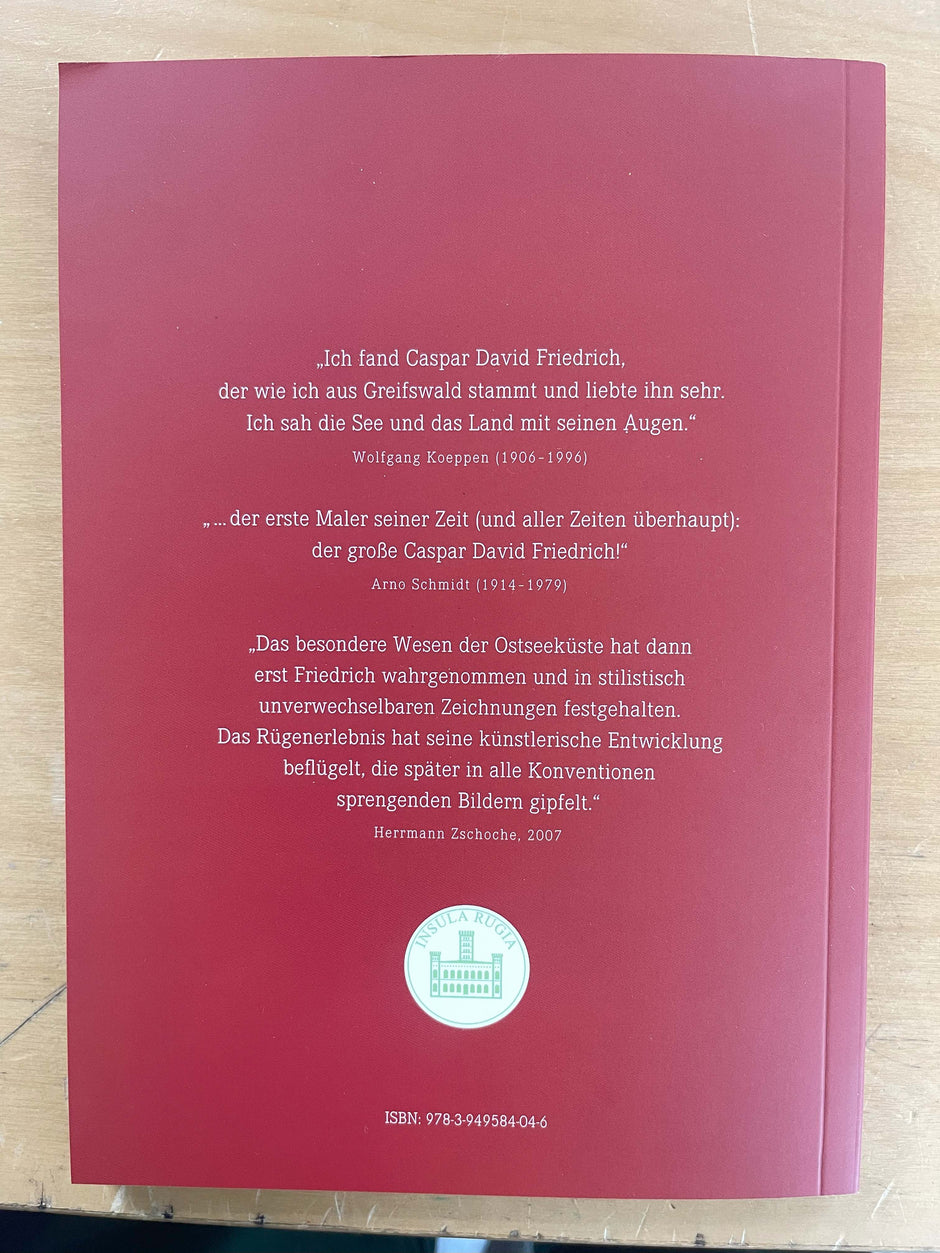 „Ich fand Caspar David Friedrich,
der wie ich aus Greifswald stammt und liebte ihn sehr.
Ich sah die See und das Land mit seinen Augen.“
Wolfgang Koeppen (1906-1996)
„ ... der erste Maler seiner Zeit (und aller Zeiten überhaupt):
der große Caspar David Friedrich!“
Arno Schmidt (1914-1979)
„Das besondere Wesen der Ostseeküste hat dann
erst Friedrich wahrgenommen und in stilistisch
unverwechselbaren Zeichnungen festgehalten.
Das Rügenerlebnis hat seine künstlerische Entwicklung
beflügelt, die später in alle Konventionen
sprengenden Bildern gipfelt.“
Herrmann Zschoche, 2007
INSULA RUGIA
ISBN: 978-3-949584-04-6